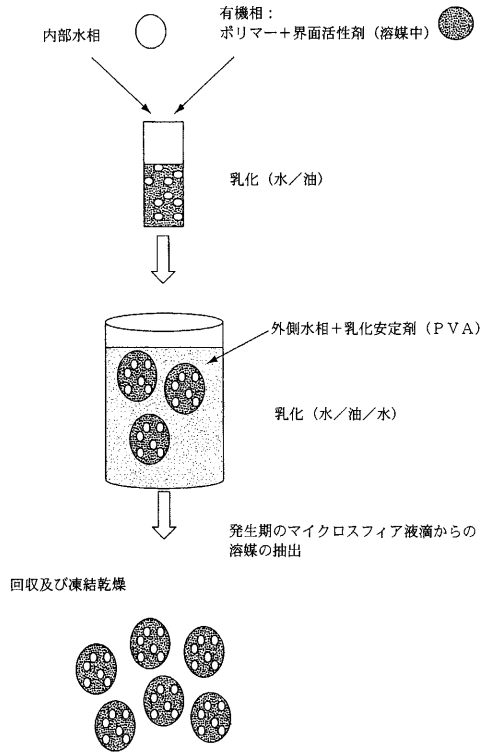 内部水相
有機相：
ポリマー＋界面活性剤（溶媒中）
乳化（水／油）
外側水相＋乳化安定剤（ＰＶＡ）
乳化（水／油／水）
発生期のマイクロスフィア液滴からの
溶媒の抽出
回収及び凍結乾燥